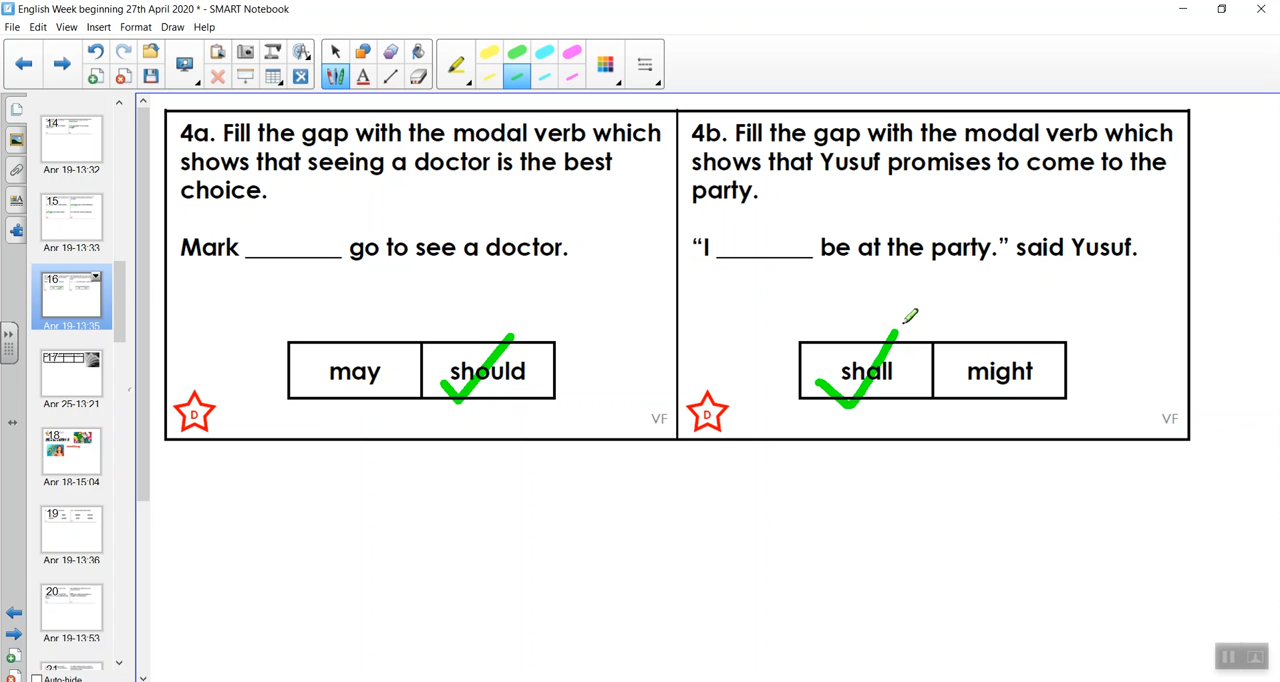 English Week beginning 27th April 2020 * - SMART Notebook
File Edit View Insert Format Draw Help
14
Apr 19-13:32
15
Apr 19-13:33
16
Apr 19-13:35
17
Apr 25-13:21
18
Apr 18-15:04
19
Apr 19-13:36
20
Apr 19-13:53
21
Auto-hide
4a. Fill the gap with the modal verb which
shows that seeing a doctor is the best
choice.
Mark ________ go to see a doctor.
may should
D
VF
4b. Fill the gap with the modal verb which
shows that Yusuf promises to come to the
party.
“I ________ be at the party.” said Yusuf.
shall might
D
VF